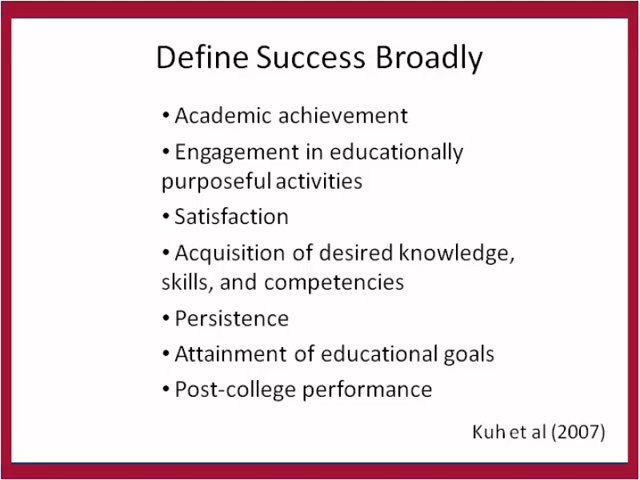 Define Success Broadly
• Academic achievement
• Engagement in educationally
purposeful activities
• Satisfaction
• Acquisition of desired knowledge,
skills, and competencies
• Persistence
• Attainment of educational goals
• Post-college performance
Kuh et al (2007)